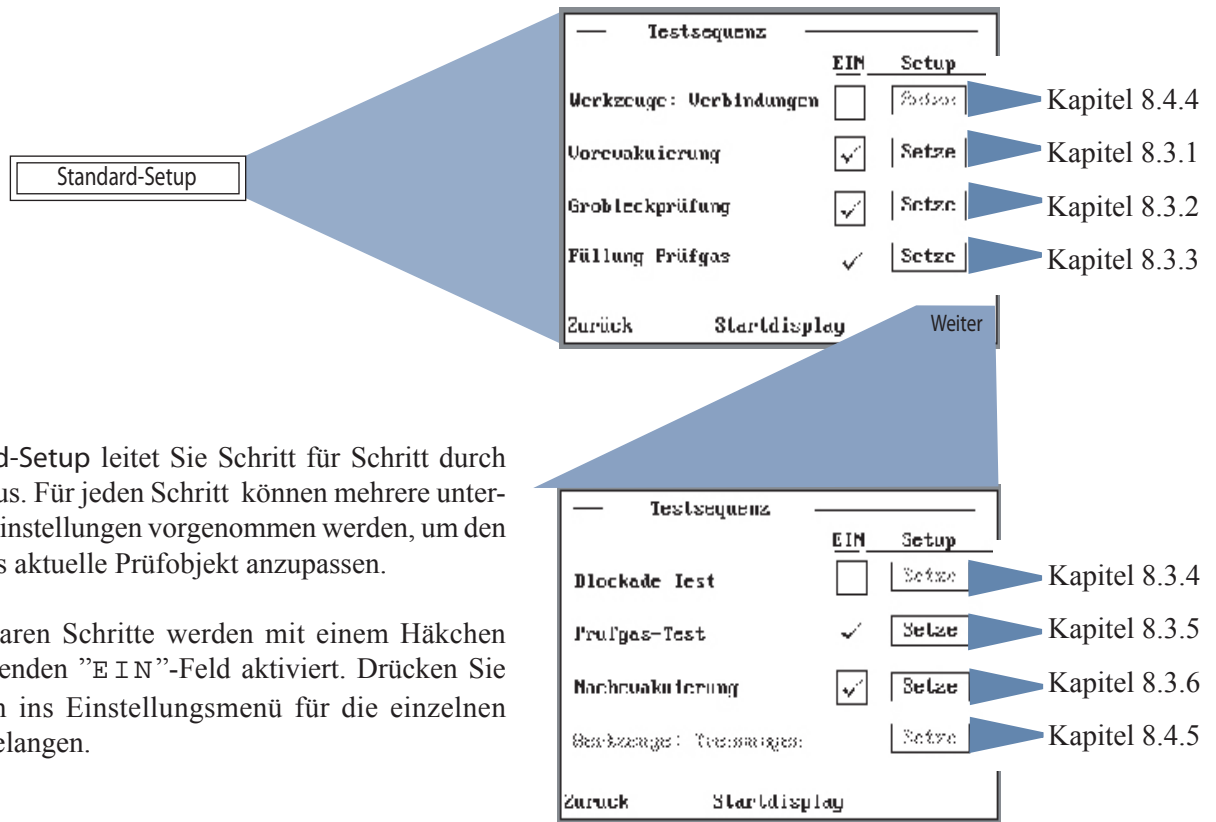 Testsequenz
EIN Setup
Werkzeuge: Verbindungen Kapitel 8.4.4
Vorevakuierung Setze Kapitel 8.3.1
Grobleckprüfung Setze Kapitel 8.3.2
Füllung Prüfgas Setze Kapitel 8.3.3
Zurück Startdisplay Weiter
Standard-Setup
d-Setup leitet Sie Schritt für Schritt durch
us. Für jeden Schritt können mehrere unter-
Einstellungen vorgenommen werden, um den
s aktuelle Prüfobjekt anzupassen.
aren Schritte werden mit einem Häkchen
enden ”EIN”-Feld aktiviert. Drücken Sie
n ins Einstellungsmenü für die einzelnen
elangen.
Testsequenz
EIN Setup
Blockade Test Setze Kapitel 8.3.4
Prufgas-Test Setze Kapitel 8.3.5
Nachevakuierung Setze Kapitel 8.3.6
Werkzeuge: Setze Kapitel 8.4.5
Zuruck Startdisplay